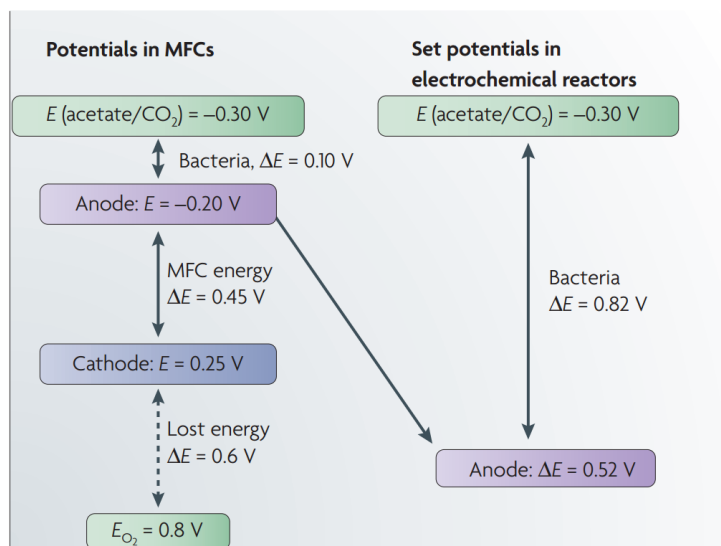 Potentials in MFCs
E (acetate/CO₂) = –0.30 V
Bacteria, ΔE = 0.10 V
Anode: E = –0.20 V
MFC energy
ΔE = 0.45 V
Cathode: E = 0.25 V
Lost energy
ΔE = 0.6 V
E_O₂ = 0.8 V
Set potentials in
electrochemical reactors
E (acetate/CO₂) = –0.30 V
Bacteria
ΔE = 0.82 V
Anode: ΔE = 0.52 V